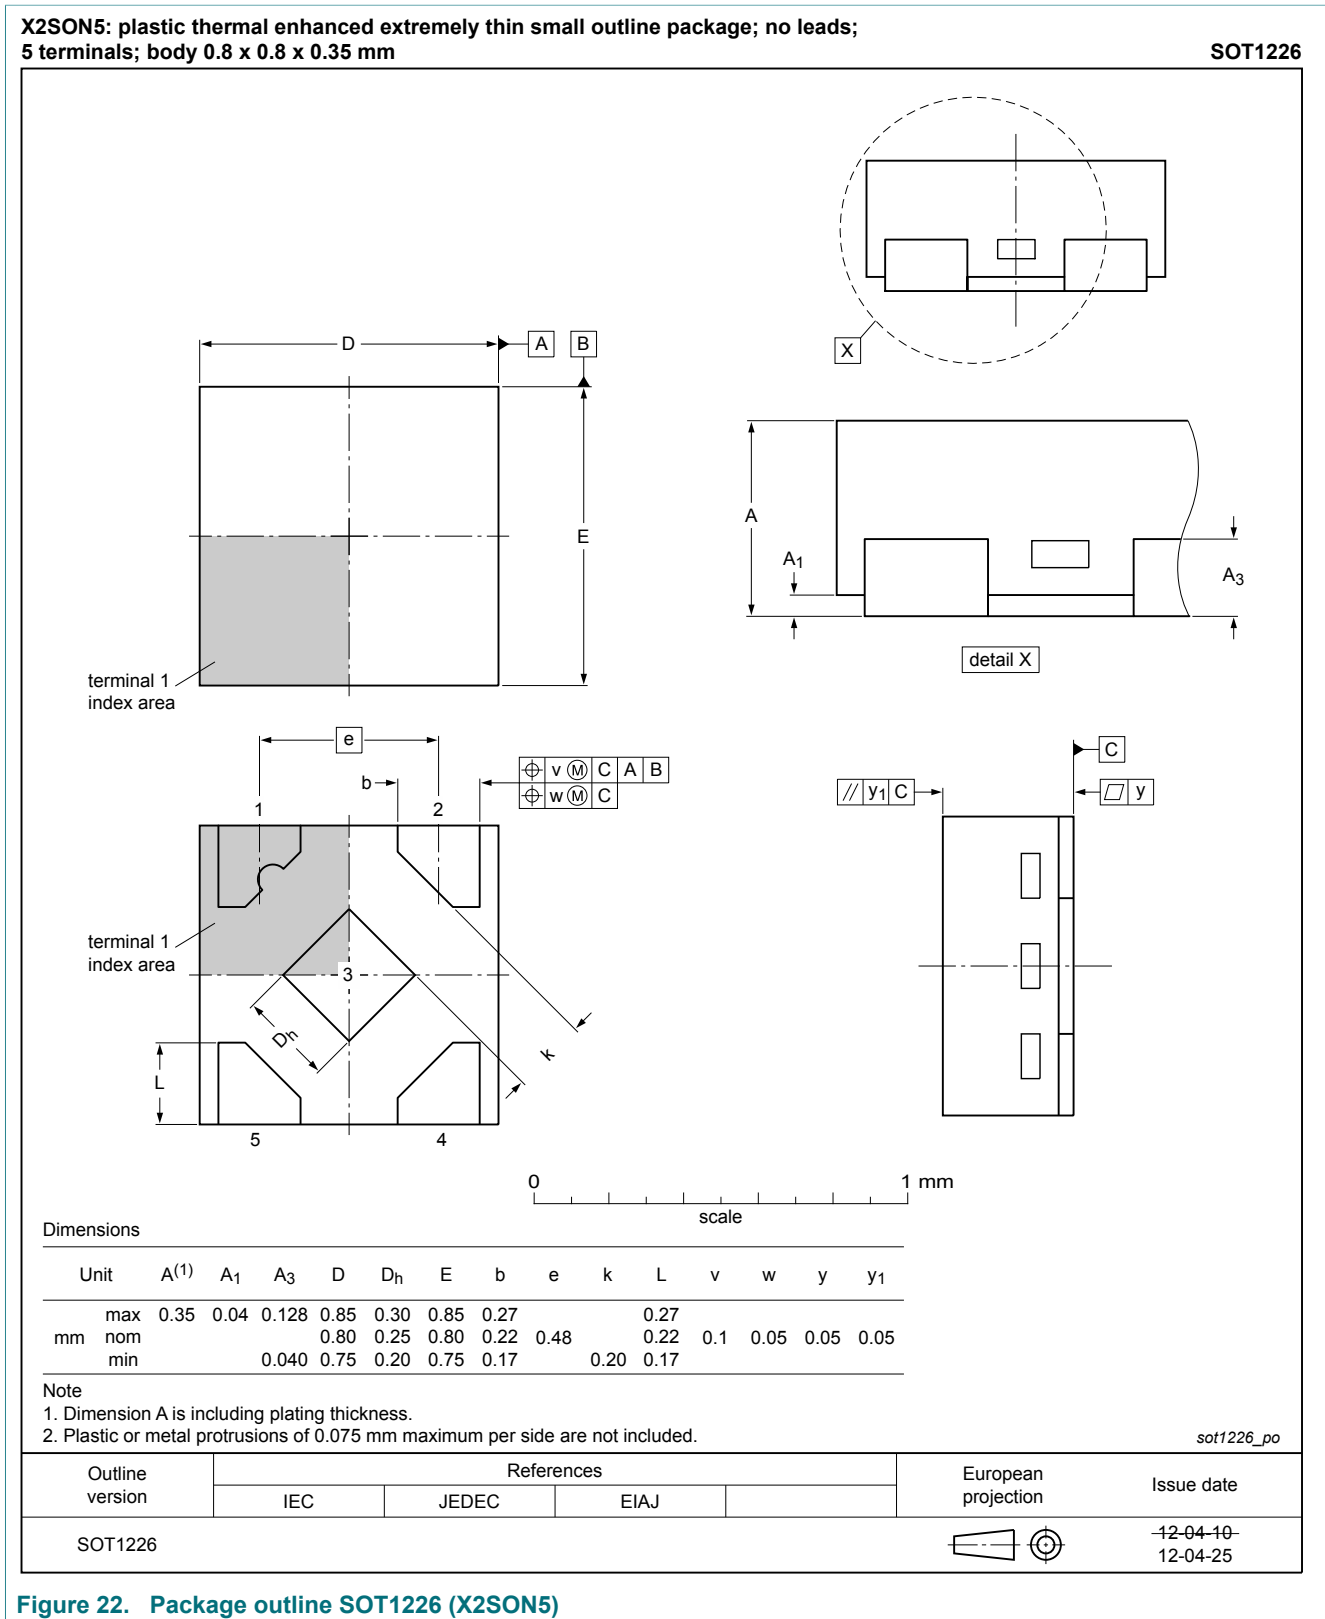 X2SON5: plastic thermal enhanced extremely thin small outline package; no leads;
5 terminals; body 0.8 x 0.8 x 0.35 mm SOT1226
X
D A B
E
terminal 1
index area
A
A1
A3
detail X
e
b
v M C A B
w M C
1 2
terminal 1
index area
3
Dh
k
L
5 4
C
// y1 C
y
0 1 mm
scale
Dimensions
Unit A(1) A1 A3 D Dh E b e k L v w y y1
max 0.35 0.04 0.128 0.85 0.30 0.85 0.27 0.27
mm nom 0.80 0.25 0.80 0.22 0.48 0.22 0.1 0.05 0.05 0.05
min 0.040 0.75 0.20 0.75 0.17 0.20 0.17
Note
1. Dimension A is including plating thickness.
2. Plastic or metal protrusions of 0.075 mm maximum per side are not included.
sot1226_po
Outline version References European projection Issue date
IEC JEDEC EIAJ
SOT1226 12-04-10
12-04-25
Figure 22. Package outline SOT1226 (X2SON5)